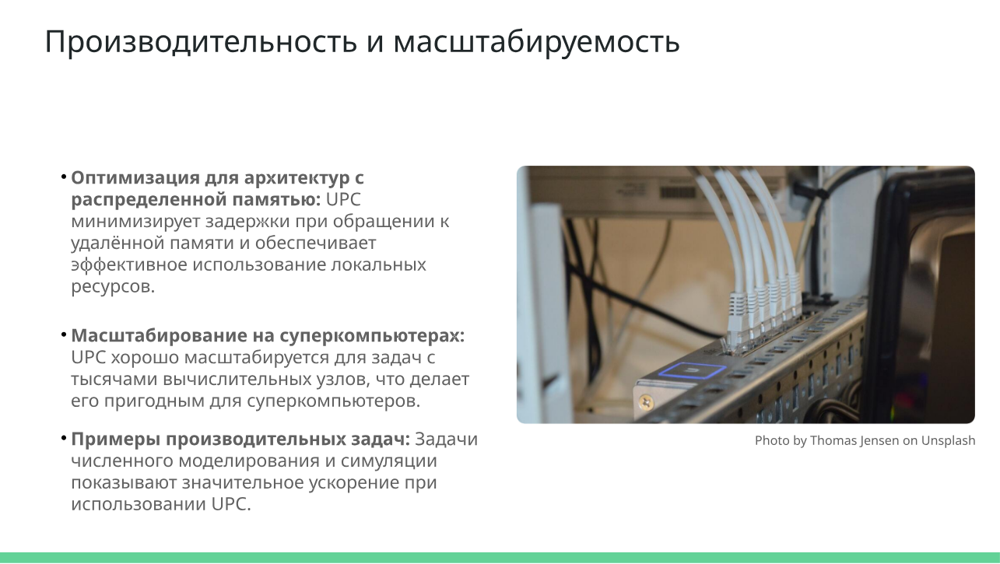 Производительность и масштабируемость
• Оптимизация для архитектур с
распределенной памятью: UPC
минимизирует задержки при обращении к
удалённой памяти и обеспечивает
эффективное использование локальных
ресурсов.
• Масштабирование на суперкомпьютерах:
UPC хорошо масштабируется для задач с
тысячами вычислительных узлов, что делает
его пригодным для суперкомпьютеров.
• Примеры производительных задач: Задачи
численного моделирования и симуляции
показывают значительное ускорение при
использовании UPC.
Photo by Thomas Jensen on Unsplash